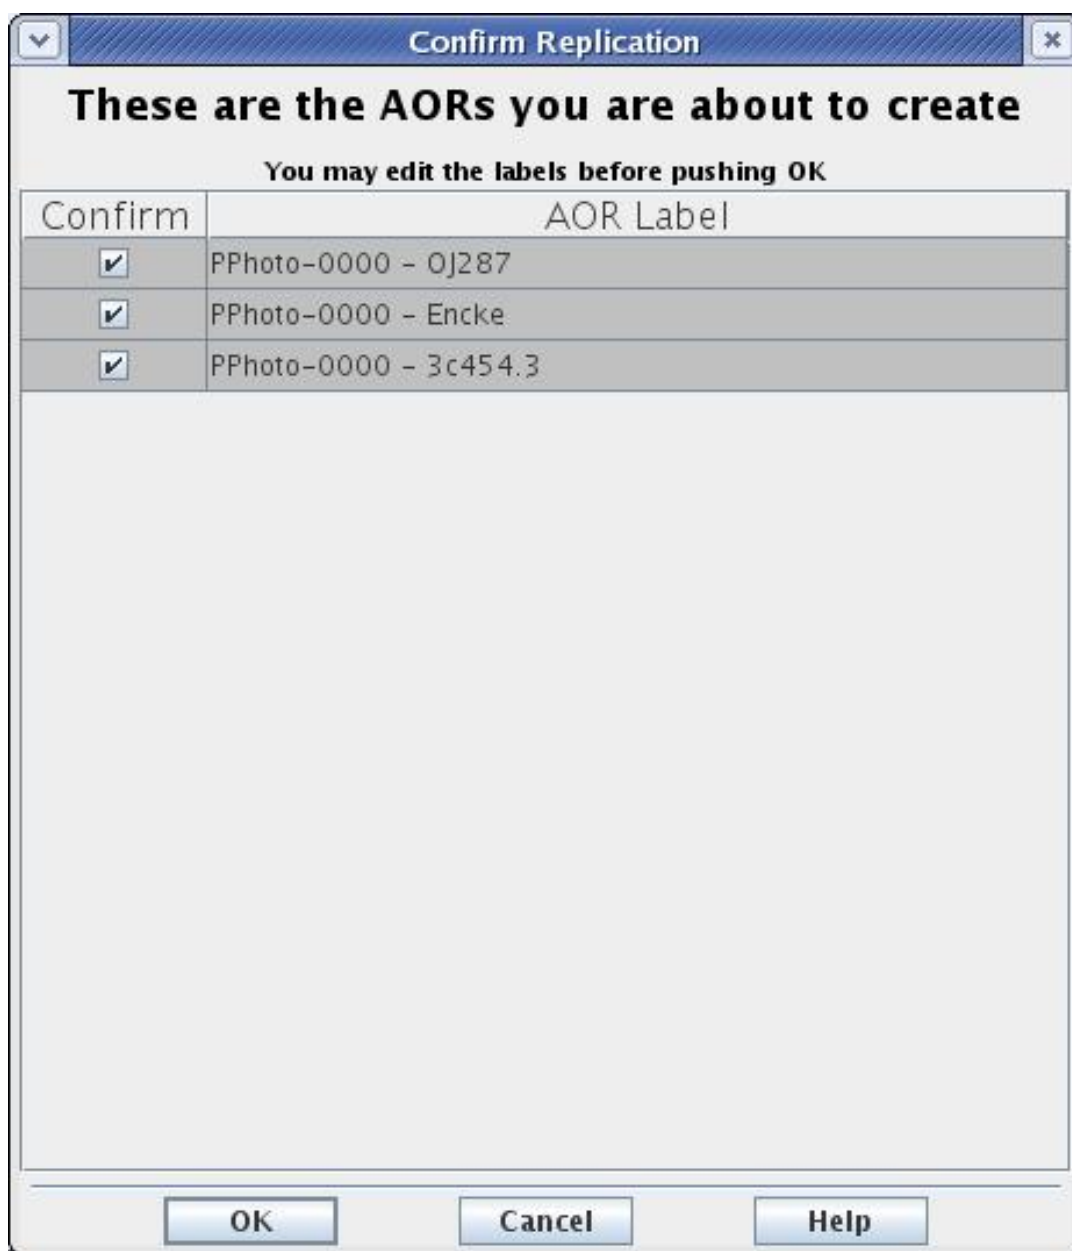 Confirm Replication
These are the AORs you are about to create
You may edit the labels before pushing OK
Confirm AOR Label
PPhoto-0000 - OJ287
PPhoto-0000 - Encke
PPhoto-0000 - 3c454.3
OK Cancel Help